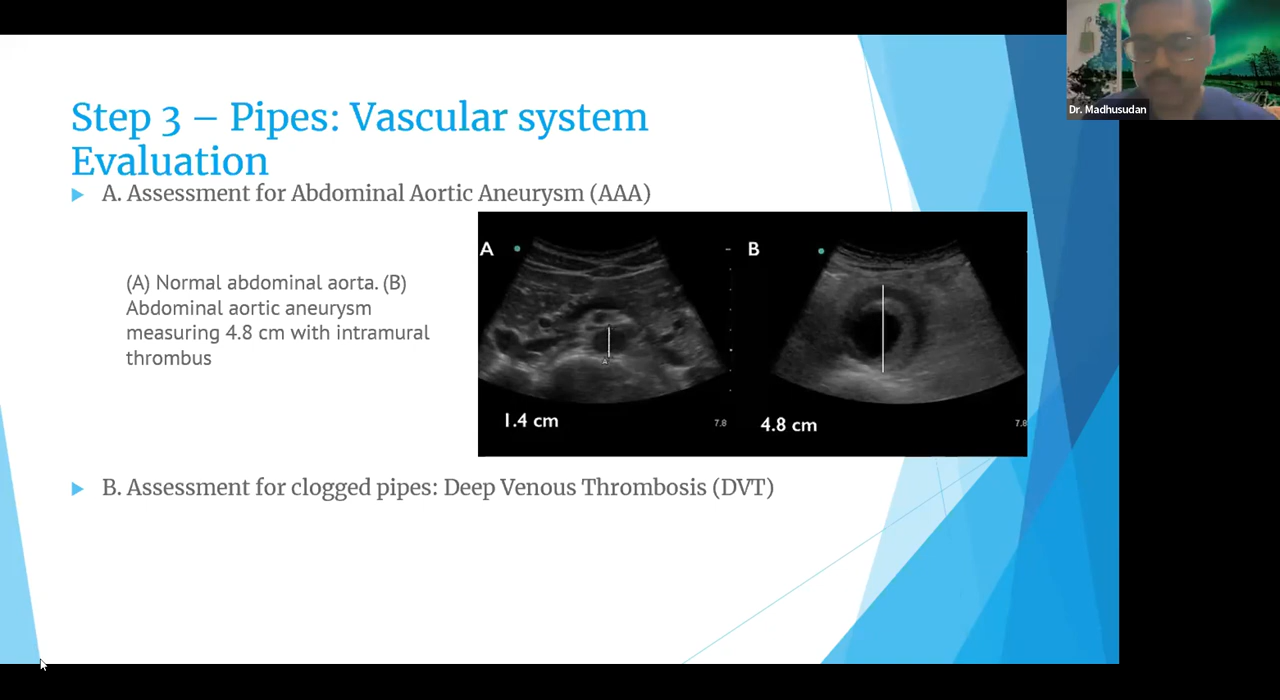 Dr. Madhusudan
Step 3 – Pipes: Vascular system
Evaluation
A. Assessment for Abdominal Aortic Aneurysm (AAA)
(A) Normal abdominal aorta. (B)
Abdominal aortic aneurysm
measuring 4.8 cm with intramural
thrombus
A
B
1.4 cm
7.8
4.8 cm
7.8
B. Assessment for clogged pipes: Deep Venous Thrombosis (DVT)